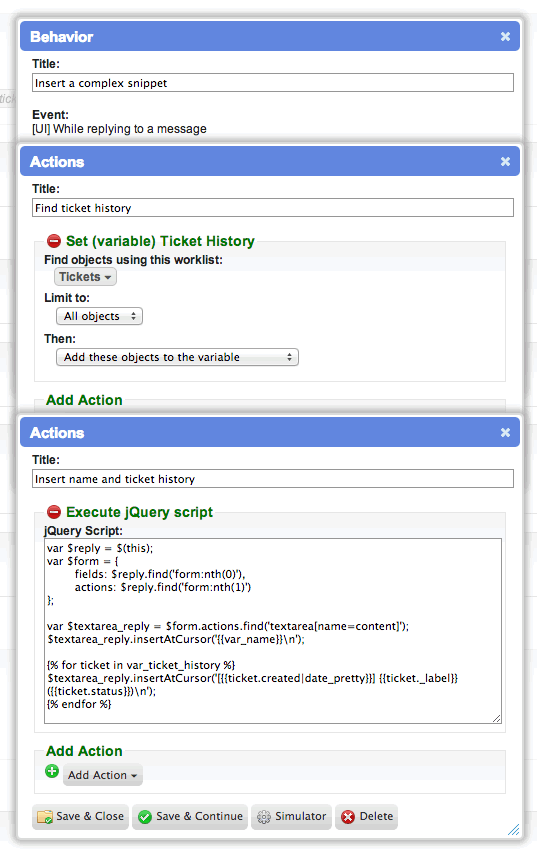 Behavior
Title:
Insert a complex snippet
Event:
[UI] While replying to a message
Actions
Title:
Find ticket history
Set (variable) Ticket History
Find objects using this worklist:
Tickets
Limit to:
All objects
Then:
Add these objects to the variable
Add Action
Actions
Title:
Insert name and ticket history
Execute jQuery script
jQuery Script:
var $reply = $(this);
var $form = {
fields: $reply.find('form:nth(0)'),
actions: $reply.find('form:nth(1)')
};
var $textarea_reply = $form.actions.find('textarea[name=content]');
$textarea_reply.insertAtCursor('{{var_name}}\n');
{% for ticket in var_ticket_history %}
$textarea_reply.insertAtCursor('[{{ticket.created|date_pretty}}] {{ticket._label}}
({{ticket.status}})\n');
{% endfor %}
Add Action
Add Action
Save & Close Save & Continue Simulator Delete